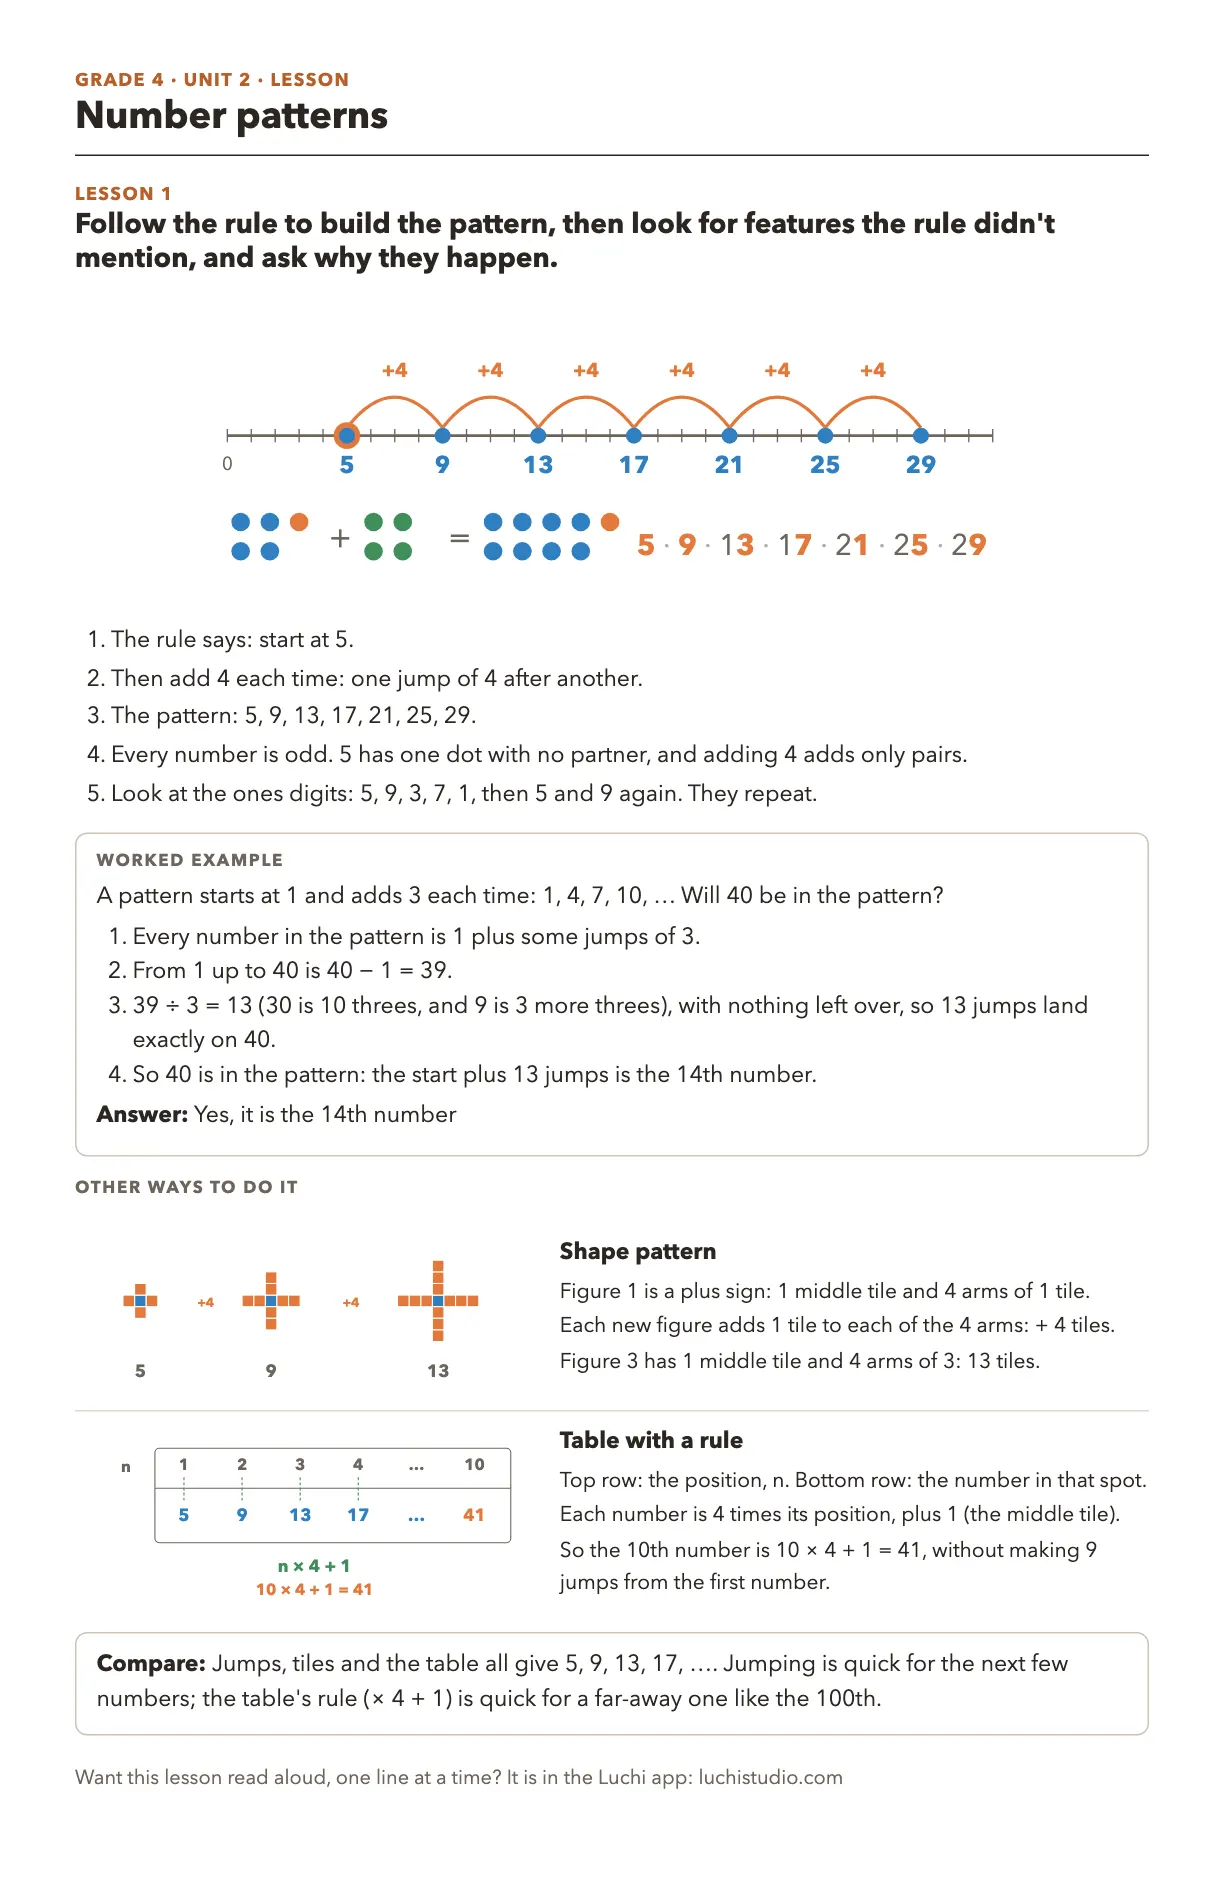 GRADE 4 · UNIT 2 · LESSON
Number patterns
LESSON 1
Follow the rule to build the pattern, then look for features the rule didn't
mention, and ask why they happen.
+4 +4 +4 +4 +4 +4
0 5 9 13 17 21 25 29
+ = 5 · 9 · 13 · 17 · 21 · 25 · 29
1. The rule says: start at 5.
2. Then add 4 each time: one jump of 4 after another.
3. The pattern: 5, 9, 13, 17, 21, 25, 29.
4. Every number is odd. 5 has one dot with no partner, and adding 4 adds only pairs.
5. Look at the ones digits: 5, 9, 3, 7, 1, then 5 and 9 again. They repeat.
WORKED EXAMPLE
A pattern starts at 1 and adds 3 each time: 1, 4, 7, 10, … Will 40 be in the pattern?
1. Every number in the pattern is 1 plus some jumps of 3.
2. From 1 up to 40 is 40 − 1 = 39.
3. 39 ÷ 3 = 13 (30 is 10 threes, and 9 is 3 more threes), with nothing left over, so 13 jumps land
exactly on 40.
4. So 40 is in the pattern: the start plus 13 jumps is the 14th number.
Answer: Yes, it is the 14th number
OTHER WAYS TO DO IT
+4 +4
5 9 13
Shape pattern
Figure 1 is a plus sign: 1 middle tile and 4 arms of 1 tile.
Each new figure adds 1 tile to each of the 4 arms: + 4 tiles.
Figure 3 has 1 middle tile and 4 arms of 3: 13 tiles.
n 1 2 3 4 ... 10
5 9 13 17 ... 41
n × 4 + 1
10 × 4 + 1 = 41
Table with a rule
Top row: the position, n. Bottom row: the number in that spot.
Each number is 4 times its position, plus 1 (the middle tile).
So the 10th number is 10 × 4 + 1 = 41, without making 9
jumps from the first number.
Compare: Jumps, tiles and the table all give 5, 9, 13, 17, …. Jumping is quick for the next few
numbers; the table's rule (× 4 + 1) is quick for a far-away one like the 100th.
Want this lesson read aloud, one line at a time? It is in the Luchi app: luchistudio.com